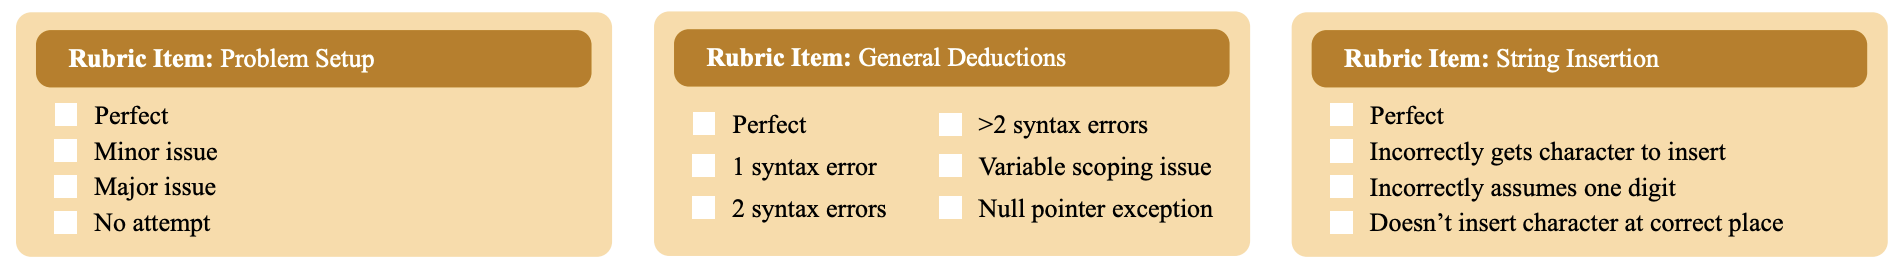 Rubric Item: Problem Setup
Perfect
Minor issue
Major issue
No attempt
Rubric Item: General Deductions
Perfect
1 syntax error
2 syntax errors
>2 syntax errors
Variable scoping issue
Null pointer exception
Rubric Item: String Insertion
Perfect
Incorrectly gets character to insert
Incorrectly assumes one digit
Doesn’t insert character at correct place